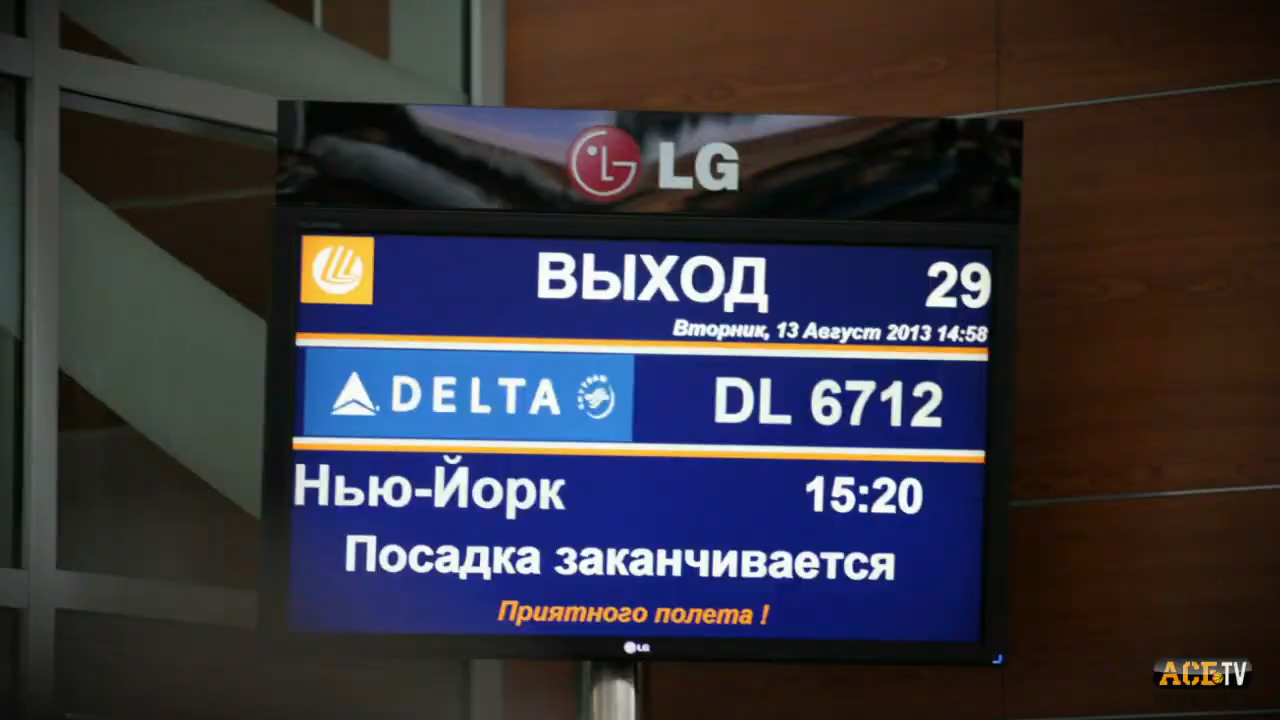 LG
ВЫХОД 29
Вторник, 13 Август 2013 14:58
DELTA DL 6712
Нью-Йорк 15:20
Посадка заканчивается
Приятного полета !
LG
ACE.TV